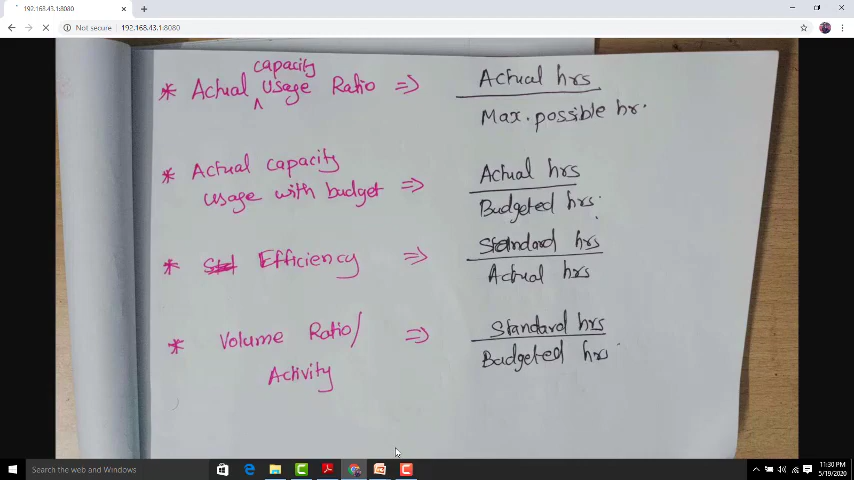 192.168.43.1:8080
Not secure | 192.168.43.1:8080
* Actual capacity usage Ratio ⇒ Actual hrs
Max. possible hr.
* Actual capacity
usage with budget ⇒ Actual hrs
Budgeted hrs.
* Efficiency ⇒ Standard hrs
Actual hrs
* Volume Ratio/ ⇒ Standard hrs
Activity Budgeted hrs
Search the web and Windows
11:30 PM
5/19/2020